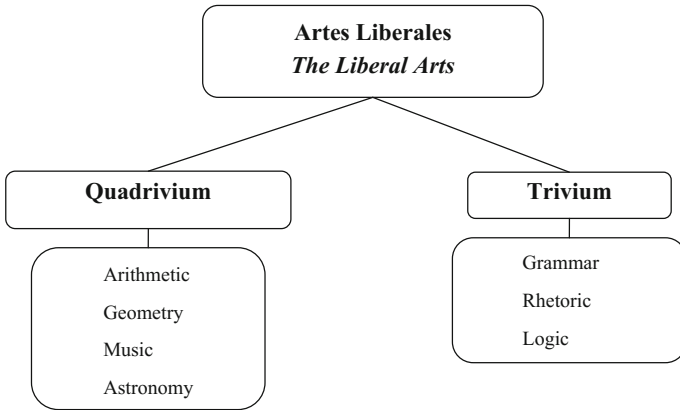 Artes Liberales
The Liberal Arts
Quadrivium
Arithmetic
Geometry
Music
Astronomy
Trivium
Grammar
Rhetoric
Logic